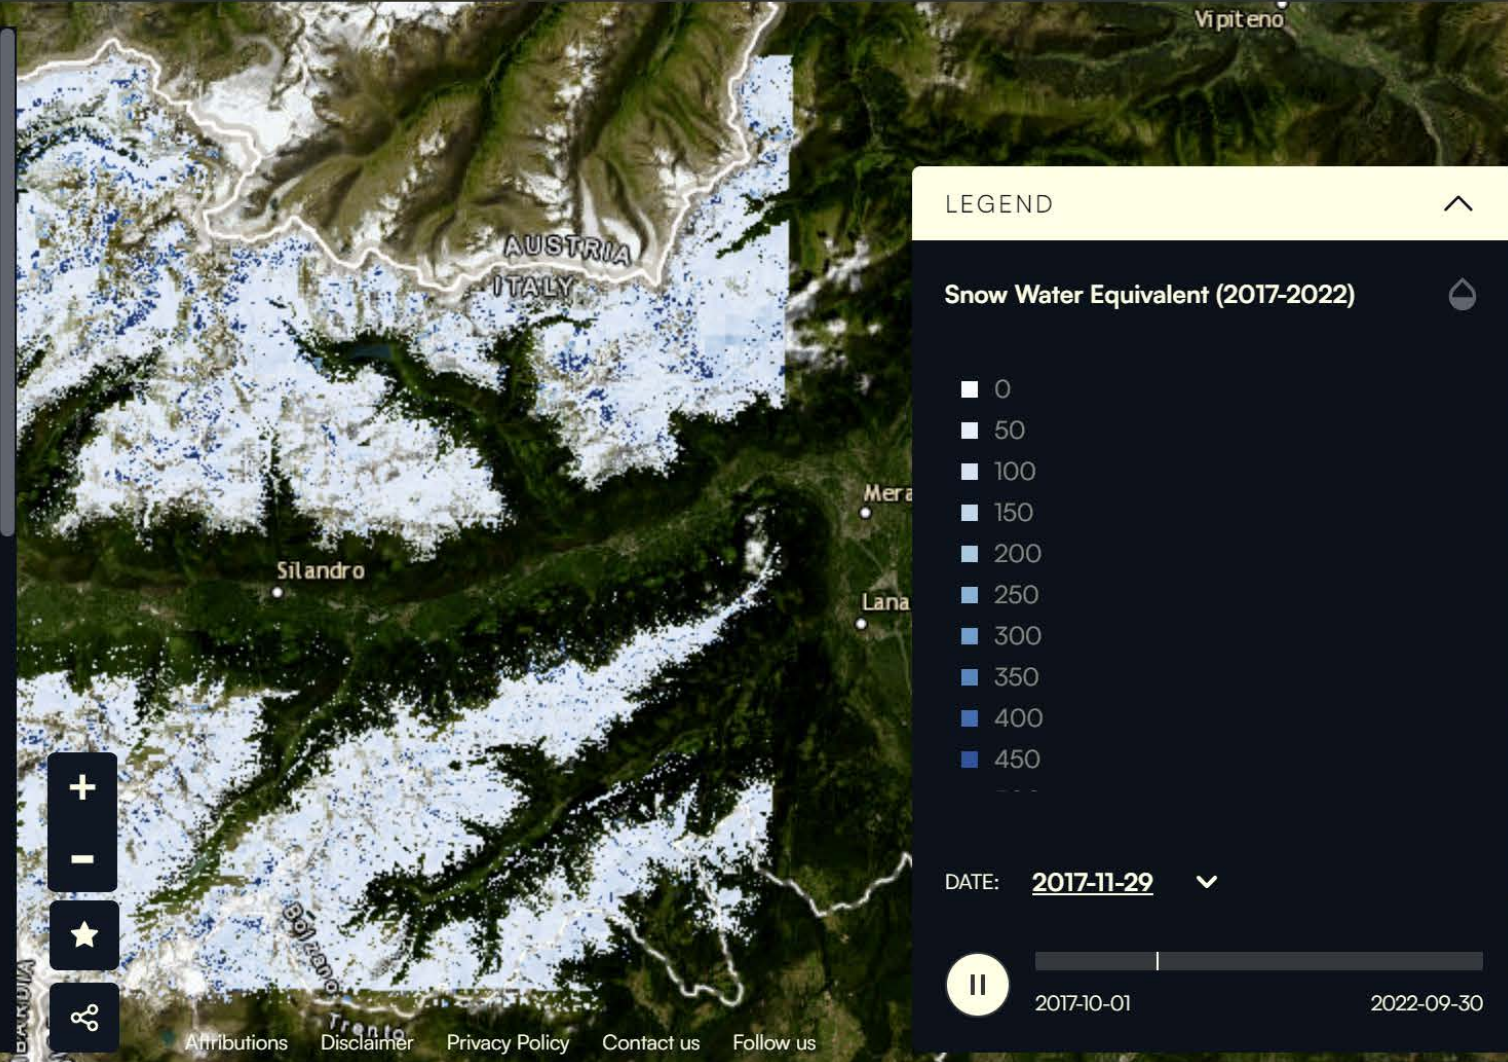 Vipiteno
LEGEND
AUSTRIA
ITALY
Snow Water Equivalent (2017-2022)
0
50
100
150
200
250
300
350
400
450
Mera
Silandro
Lana
DATE: 2017-11-29
Bolzano
2017-10-01
2022-09-30
Trento
Attributions
Disclaimer
Privacy Policy
Contact us
Follow us